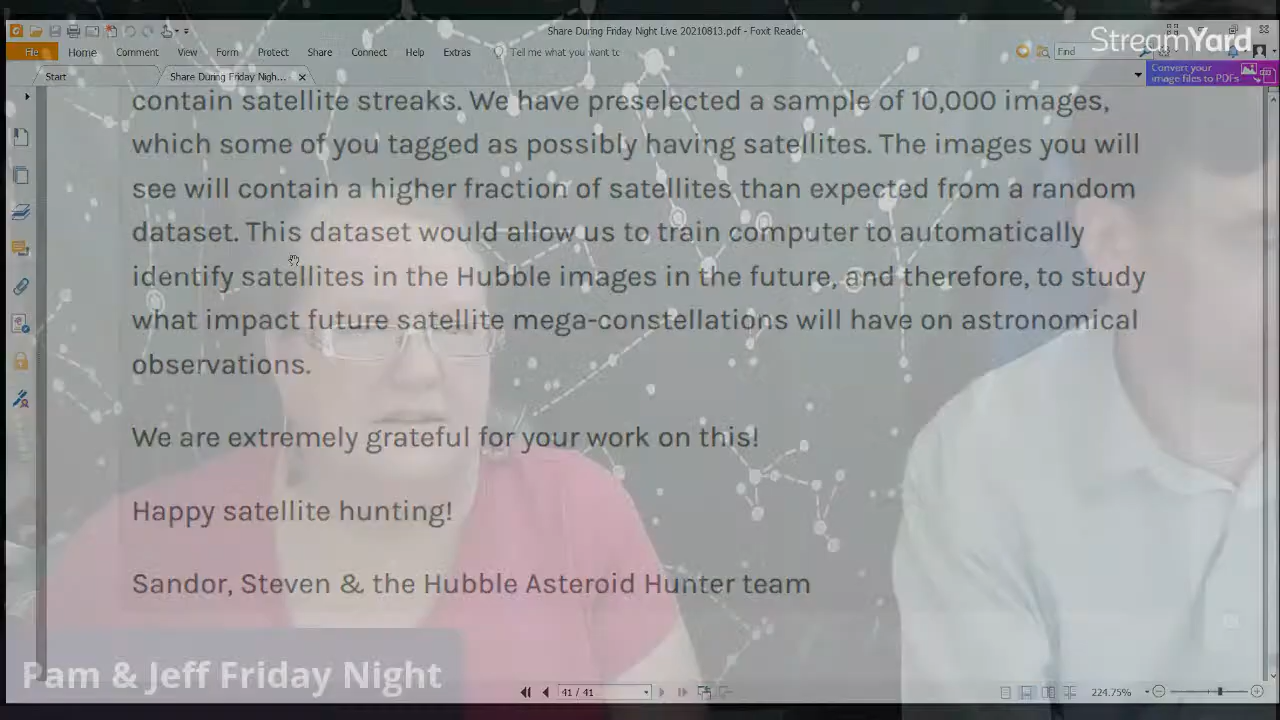 Share During Friday Night Live 20210813.pdf - Foxit Reader
StreamYard
File Home Comment View Form Protect Share Connect Help Extras Tell me what you want to Find
Start Share During Friday Nigh... Convert your
image files to PDFs
contain satellite streaks. We have preselected a sample of 10,000 images,
which some of you tagged as possibly having satellites. The images you will
see will contain a higher fraction of satellites than expected from a random
dataset. This dataset would allow us to train computer to automatically
identify satellites in the Hubble images in the future, and therefore, to study
what impact future satellite mega-constellations will have on astronomical
observations.
We are extremely grateful for your work on this!
Happy satellite hunting!
Sandor, Steven & the Hubble Asteroid Hunter team
Pam & Jeff Friday Night
41 / 41 224.75%